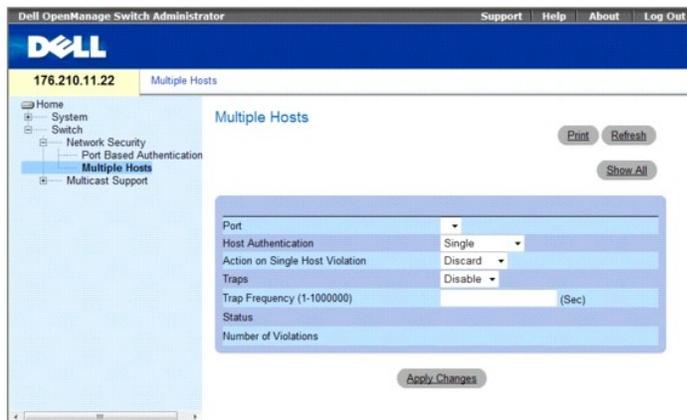 Dell OpenManage Switch Administrator
Support Help About Log Out
DELL
176.210.11.22
Multiple Hosts
Home
System
Switch
Network Security
Port Based Authentication
Multiple Hosts
Multicast Support
Multiple Hosts
Print Refresh
Show All
Port
Host Authentication Single
Action on Single Host Violation Discard
Traps Disable
Trap Frequency (1-1000000) (Sec)
Status
Number of Violations
Apply Changes